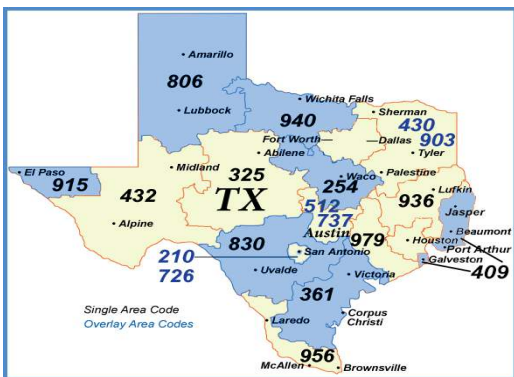 Amarillo
806
Lubbock
Wichita Falls
940
Sherman
430
903
Fort Worth
Dallas
Tyler
Abilene
El Paso
915
Midland
432
Alpine
325
TX
Waco
254
Palestine
Lufkin
936
Jasper
512
737
Austin
Beaumont
Houston
Port Arthur
979
Galveston
409
830
210
726
San Antonio
Uvalde
Victoria
361
Single Area Code
Overlay Area Codes
Laredo
Corpus
Christi
956
McAllen
Brownsville